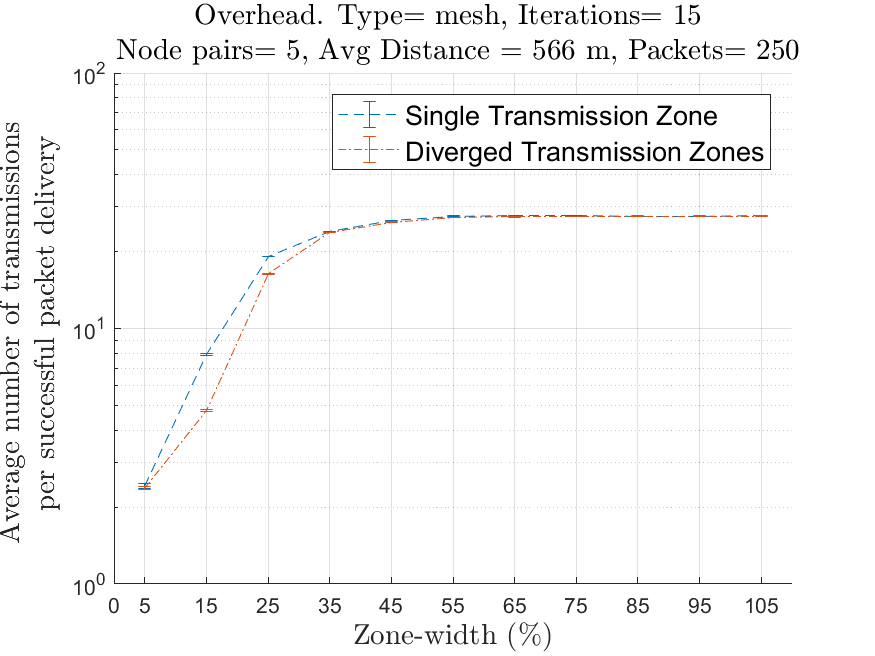 Overhead. Type= mesh, Iterations= 15
Node pairs= 5, Avg Distance = 566 m, Packets= 250
Average number of transmissions
per successful packet delivery
10^2
10^1
10^0
Single Transmission Zone
Diverged Transmission Zones
0 5 15 25 35 45 55 65 75 85 95 105
Zone-width (%)